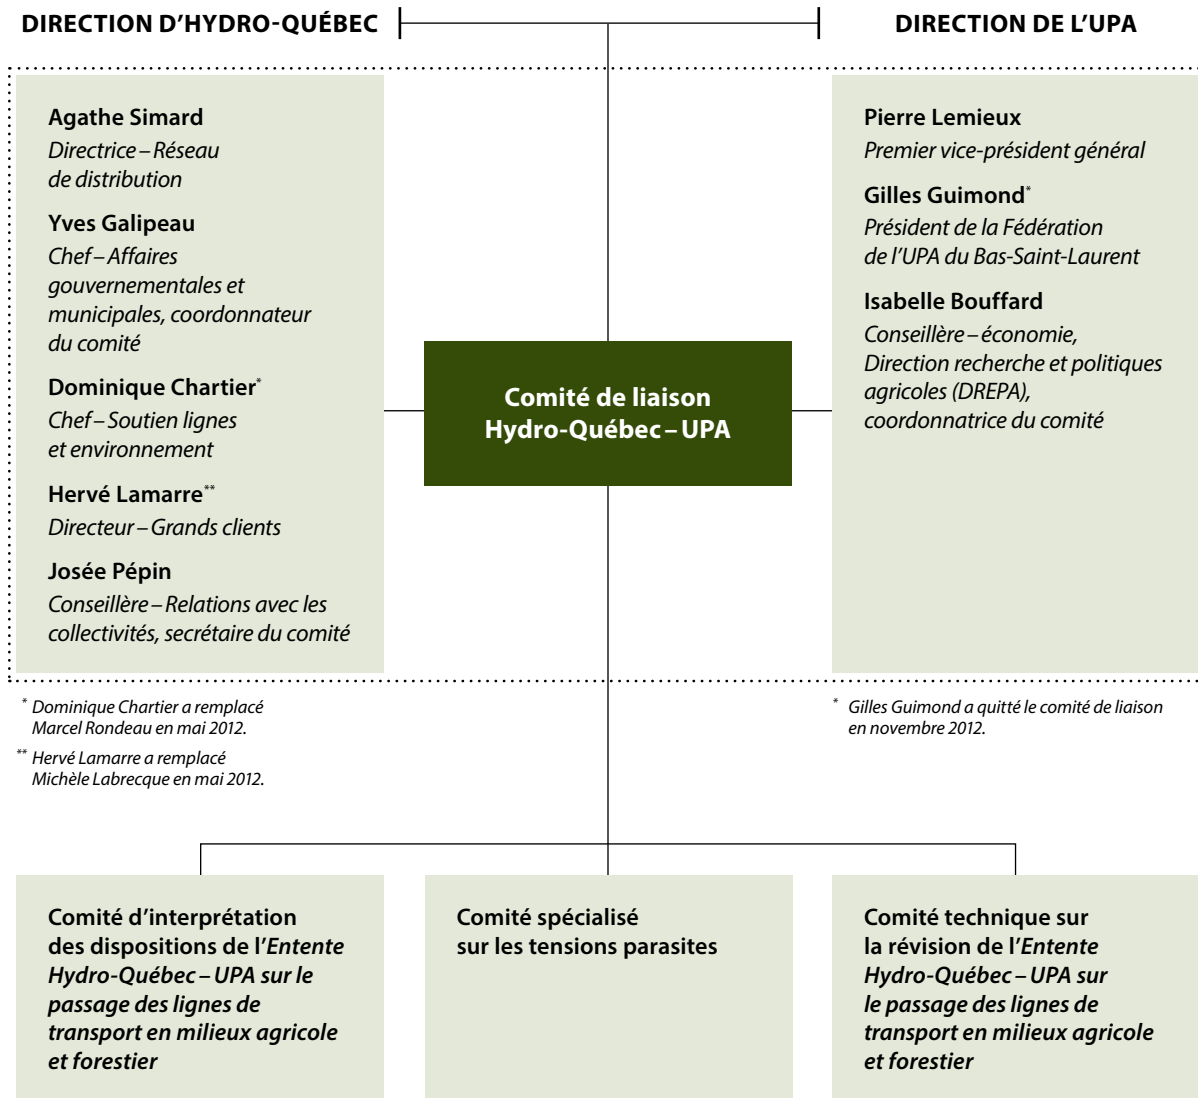 DIRECTION D’HYDRO-QUÉBEC
DIRECTION DE L’UPA
Agathe Simard
Directrice – Réseau
de distribution
Yves Galipeau
Chef – Affaires
gouvernementales et
municipales, coordonnateur
du comité
Dominique Chartier*
Chef – Soutien lignes
et environnement
Hervé Lamarre**
Directeur – Grands clients
Josée Pépin
Conseillère – Relations avec les
collectivités, secrétaire du comité
Comité de liaison
Hydro-Québec – UPA
Pierre Lemieux
Premier vice-président général
Gilles Guimond*
Président de la Fédération
de l’UPA du Bas-Saint-Laurent
Isabelle Bouffard
Conseillère – économie,
Direction recherche et politiques
agricoles (DREPA),
coordonnatrice du comité
* Dominique Chartier a remplacé
Marcel Rondeau en mai 2012.
** Hervé Lamarre a remplacé
Michèle Labrecque en mai 2012.
* Gilles Guimond a quitté le comité de liaison
en novembre 2012.
Comité d’interprétation
des dispositions de l’Entente
Hydro-Québec – UPA sur le
passage des lignes de
transport en milieux agricole
et forestier
Comité spécialisé
sur les tensions parasites
Comité technique sur
la révision de l’Entente
Hydro-Québec – UPA sur
le passage des lignes de
transport en milieux agricole
et forestier